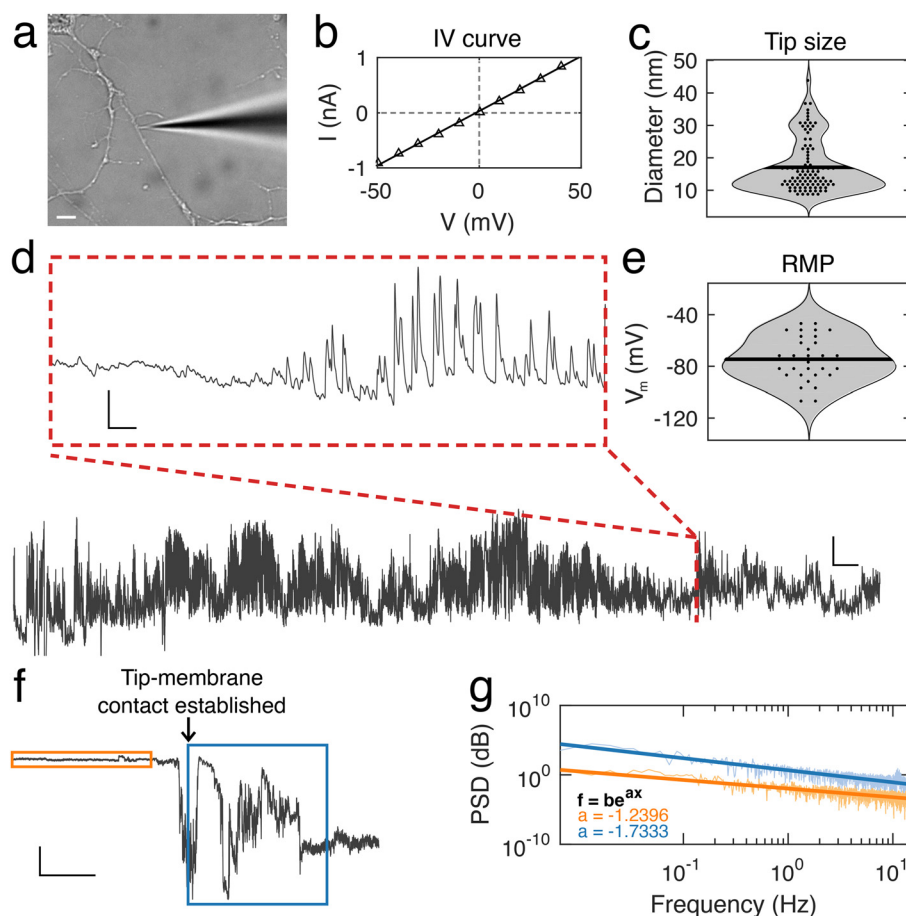 a
b
IV curve
I (nA)
1
0
-1
-50
0
50
V (mV)
c
Tip size
Diameter (nm)
50
40
30
20
10
d
e
RMP
Vm (mV)
-40
-80
-120
f
Tip-membrane
contact established
g
PSD (dB)
10^10
10^0
10^-10
f = be^ax
a = -1.2396
a = -1.7333
10^-1
10^0
10^1
Frequency (Hz)